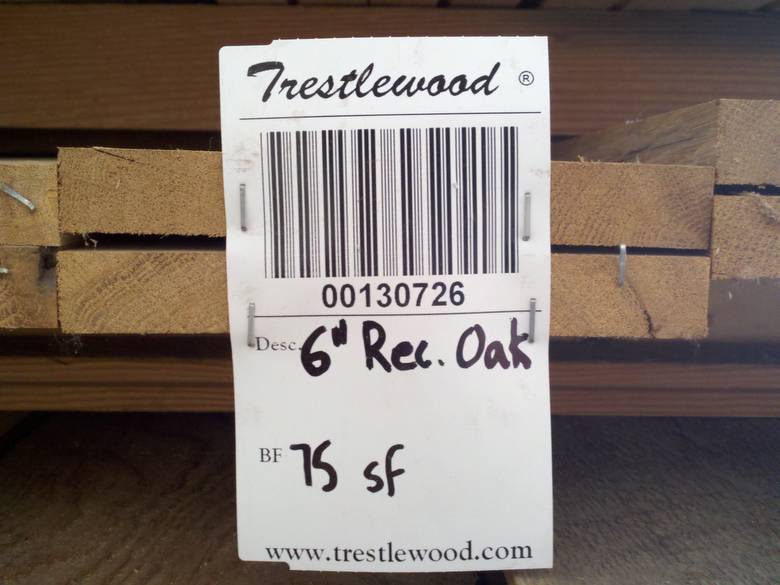 Trestlewood ®
00130726
Desc. 6" Rec. Oak
BF 75 sf
www.trestlewood.com